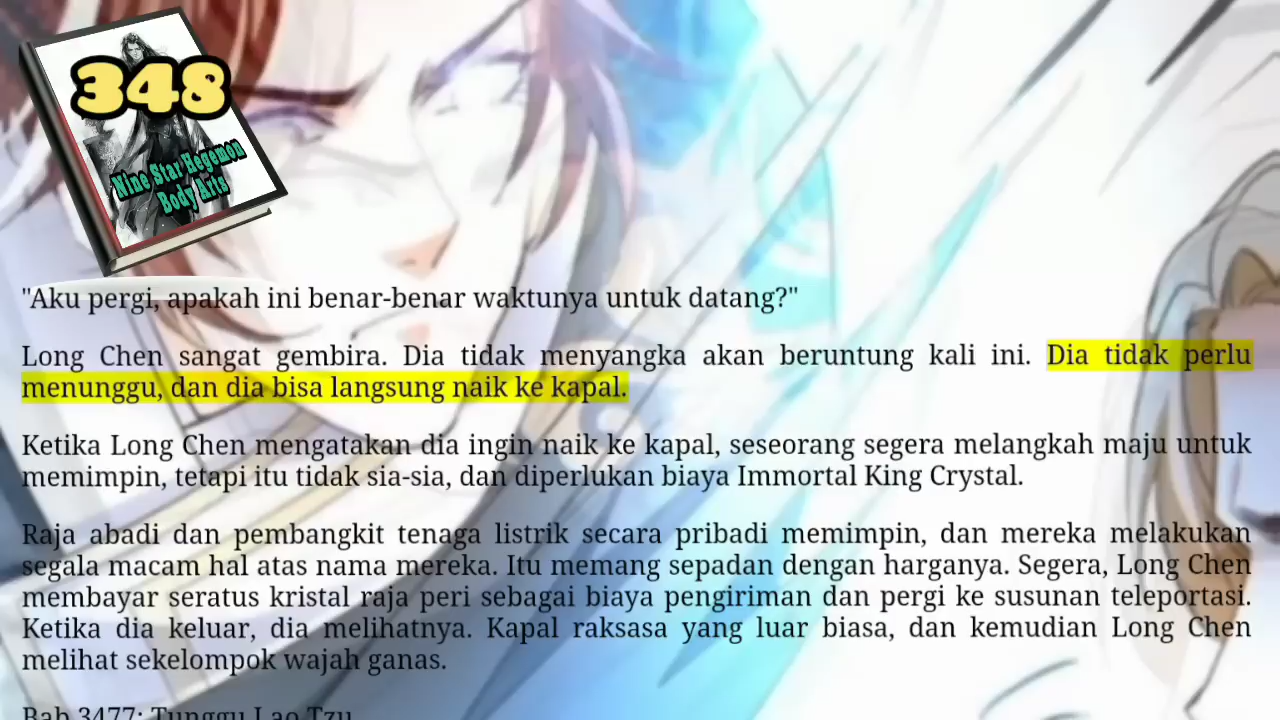 348
Nine Star Hegemon
Body Arts
"Aku pergi, apakah ini benar-benar waktunya untuk datang?"
Long Chen sangat gembira. Dia tidak menyangka akan beruntung kali ini. Dia tidak perlu
menunggu, dan dia bisa langsung naik ke kapal.
Ketika Long Chen mengatakan dia ingin naik ke kapal, seseorang segera melangkah maju untuk
memimpin, tetapi itu tidak sia-sia, dan diperlukan biaya Immortal King Crystal.
Raja abadi dan pembangkit tenaga listrik secara pribadi memimpin, dan mereka melakukan
segala macam hal atas nama mereka. Itu memang sepadan dengan harganya. Segera, Long Chen
membayar seratus kristal raja peri sebagai biaya pengiriman dan pergi ke susunan teleportasi.
Ketika dia keluar, dia melihatnya. Kapal raksasa yang luar biasa, dan kemudian Long Chen
melihat sekelompok wajah ganas.
Bab 3477: Tunggu Lao Tzu